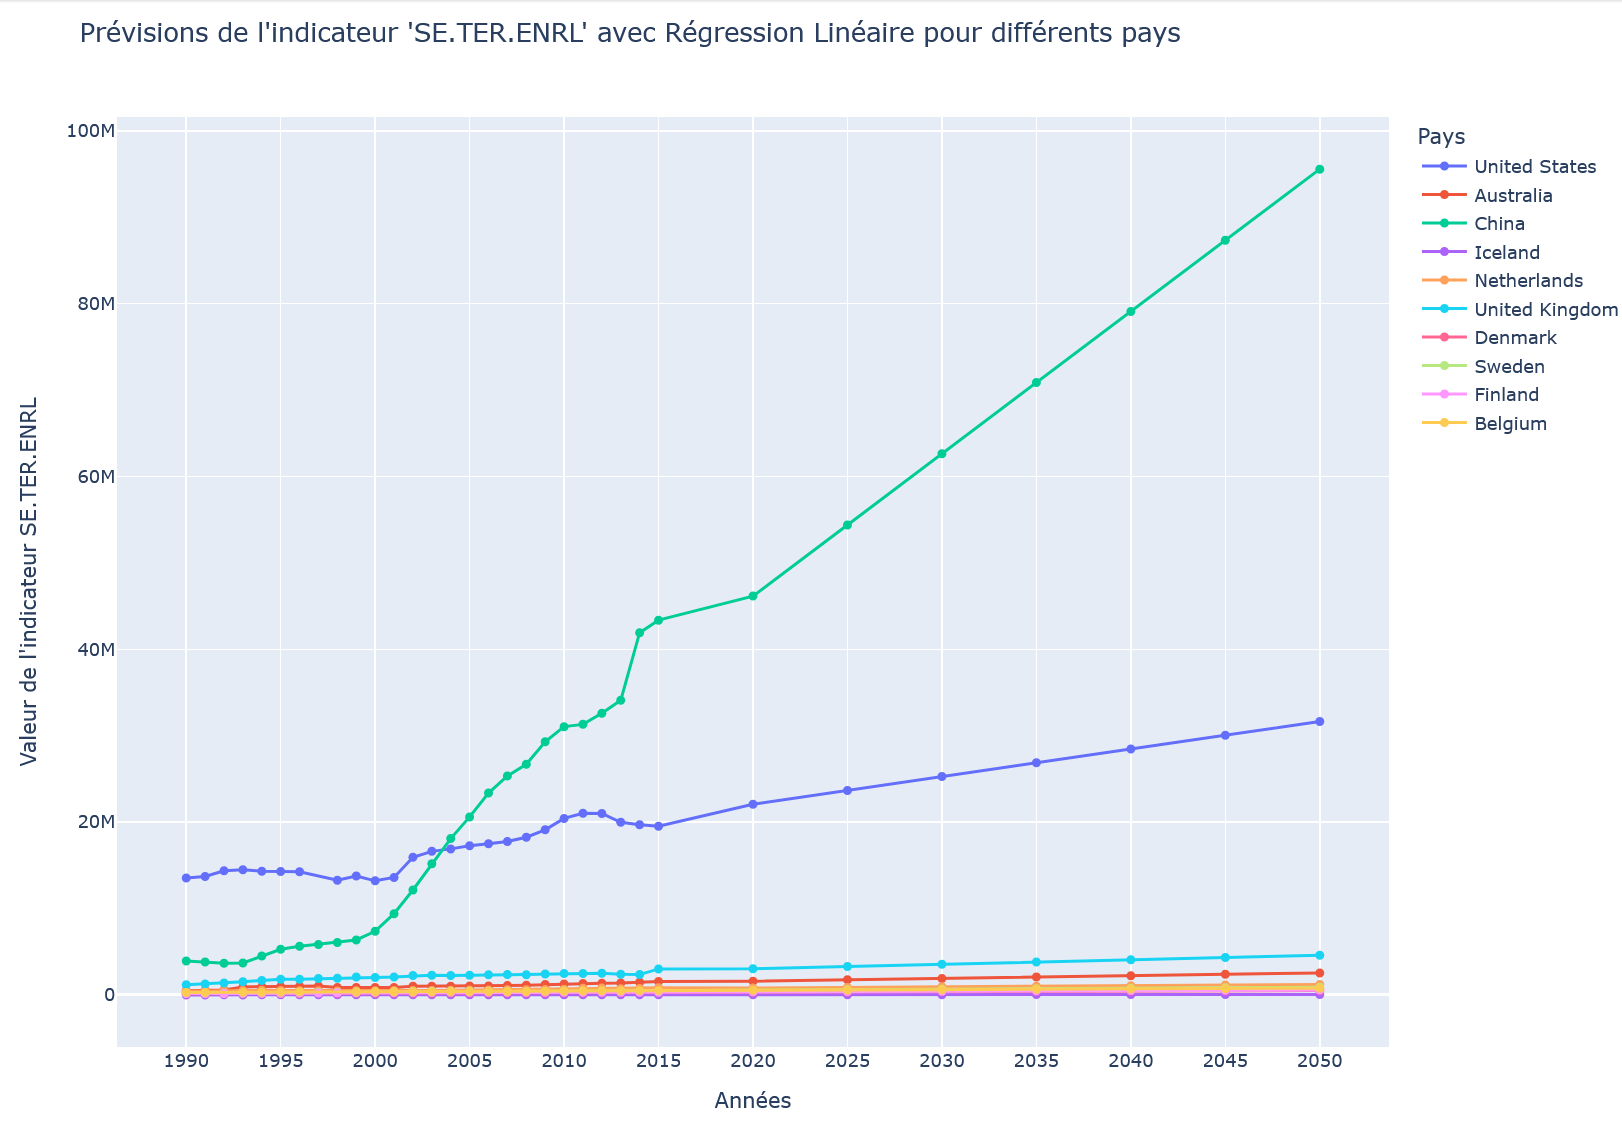 Prévisions de l'indicateur 'SE.TER.ENRL' avec Régression Linéaire pour différents pays
Valeur de l'indicateur SE.TER.ENRL
100M
80M
60M
40M
20M
0
1990 1995 2000 2005 2010 2015 2020 2025 2030 2035 2040 2045 2050
Années
Pays
United States
Australia
China
Iceland
Netherlands
United Kingdom
Denmark
Sweden
Finland
Belgium